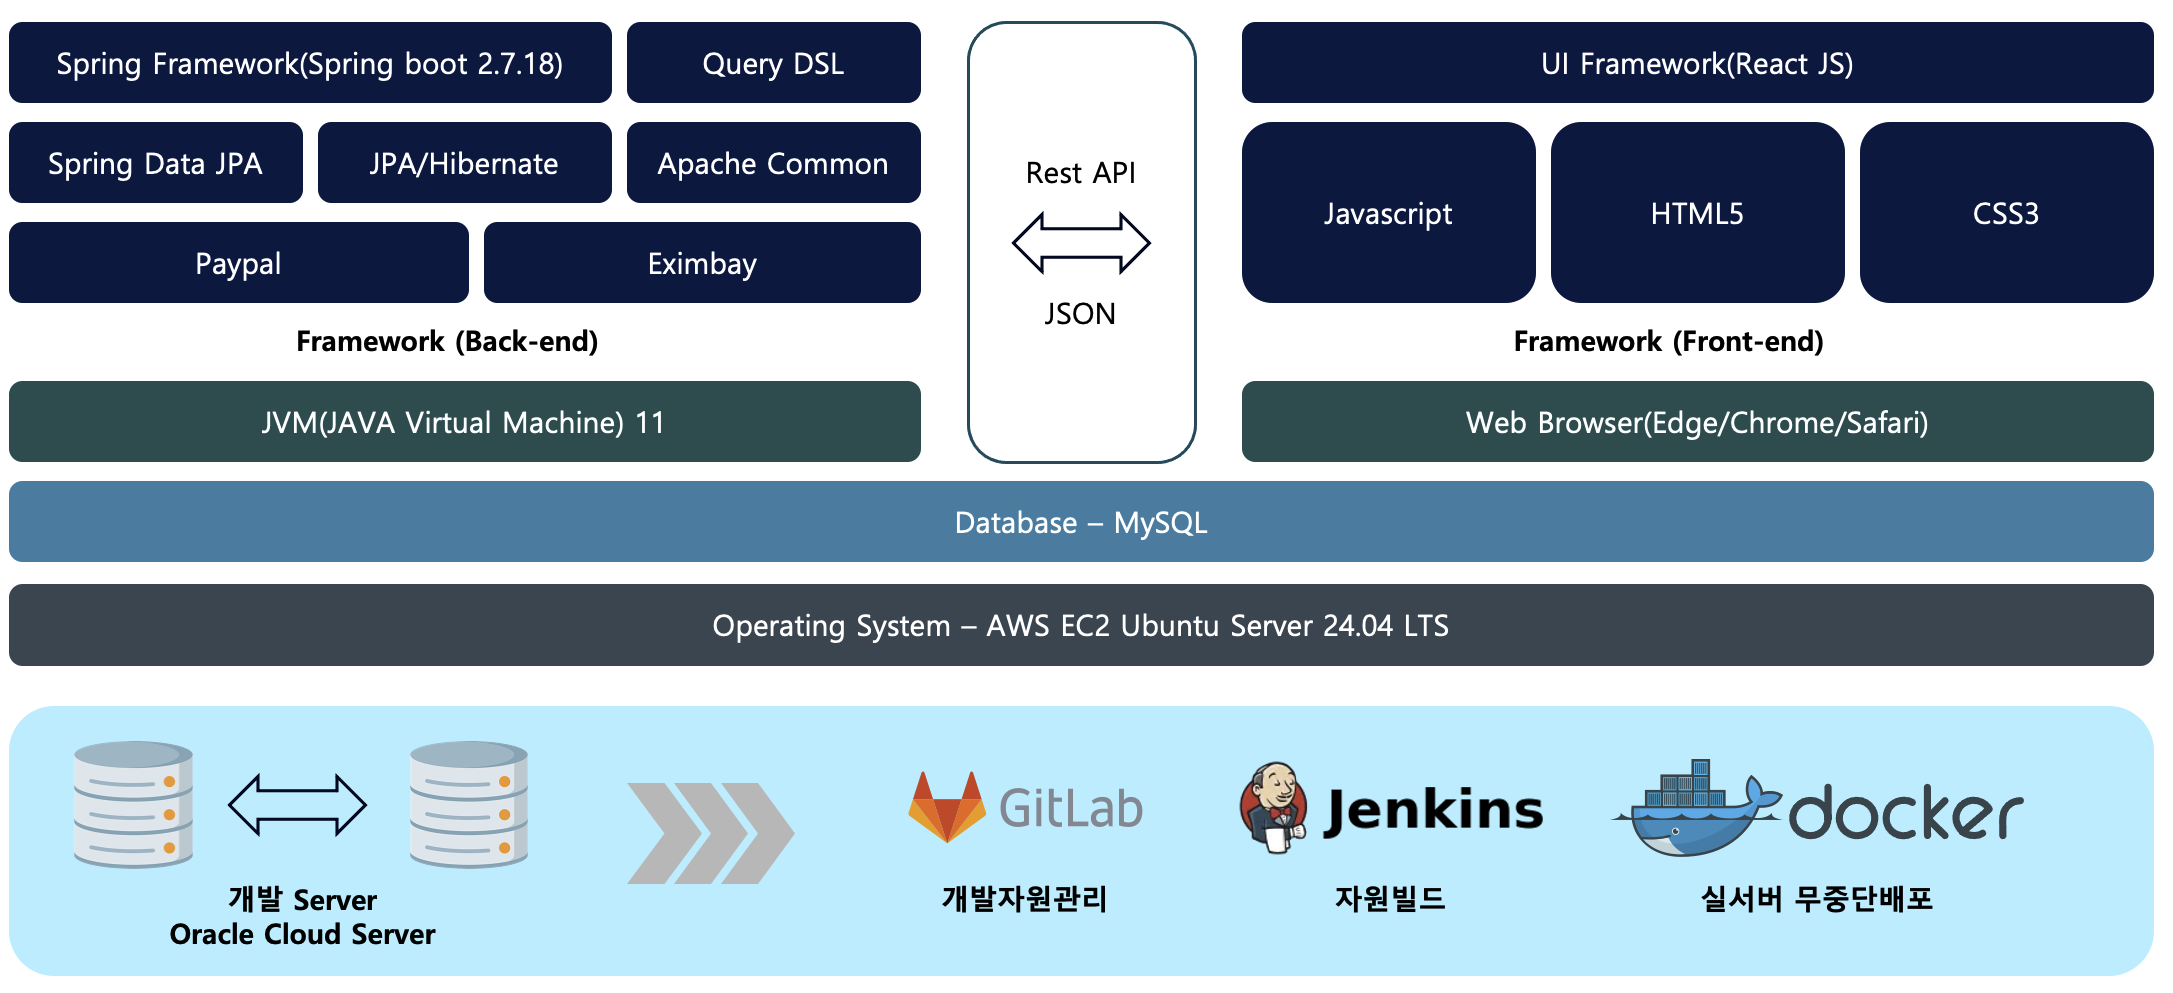 Spring Framework(Spring boot 2.7.18)
Query DSL
Spring Data JPA
JPA/Hibernate
Apache Common
Paypal
Eximbay
Framework (Back-end)
JVM(JAVA Virtual Machine) 11
Rest API
JSON
UI Framework(React JS)
Javascript
HTML5
CSS3
Framework (Front-end)
Web Browser(Edge/Chrome/Safari)
Database – MySQL
Operating System – AWS EC2 Ubuntu Server 24.04 LTS
개발 Server
Oracle Cloud Server
GitLab
개발자원관리
Jenkins
자원빌드
docker
실서버 무중단배포